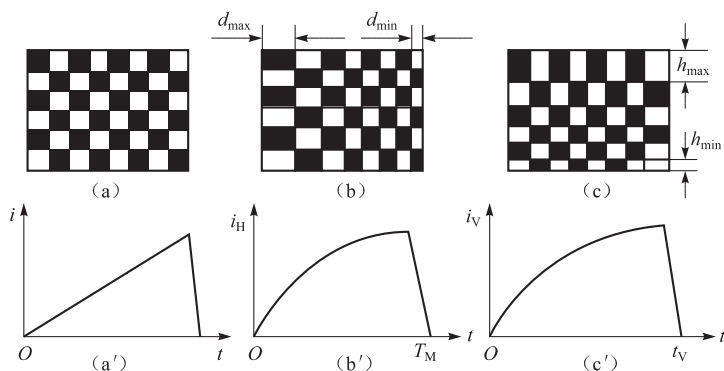 d_max d_min
h_max
h_min
(a) (b) (c)
i i_H i_V
O t O T_M t O t_V t
(a′) (b′) (c′)